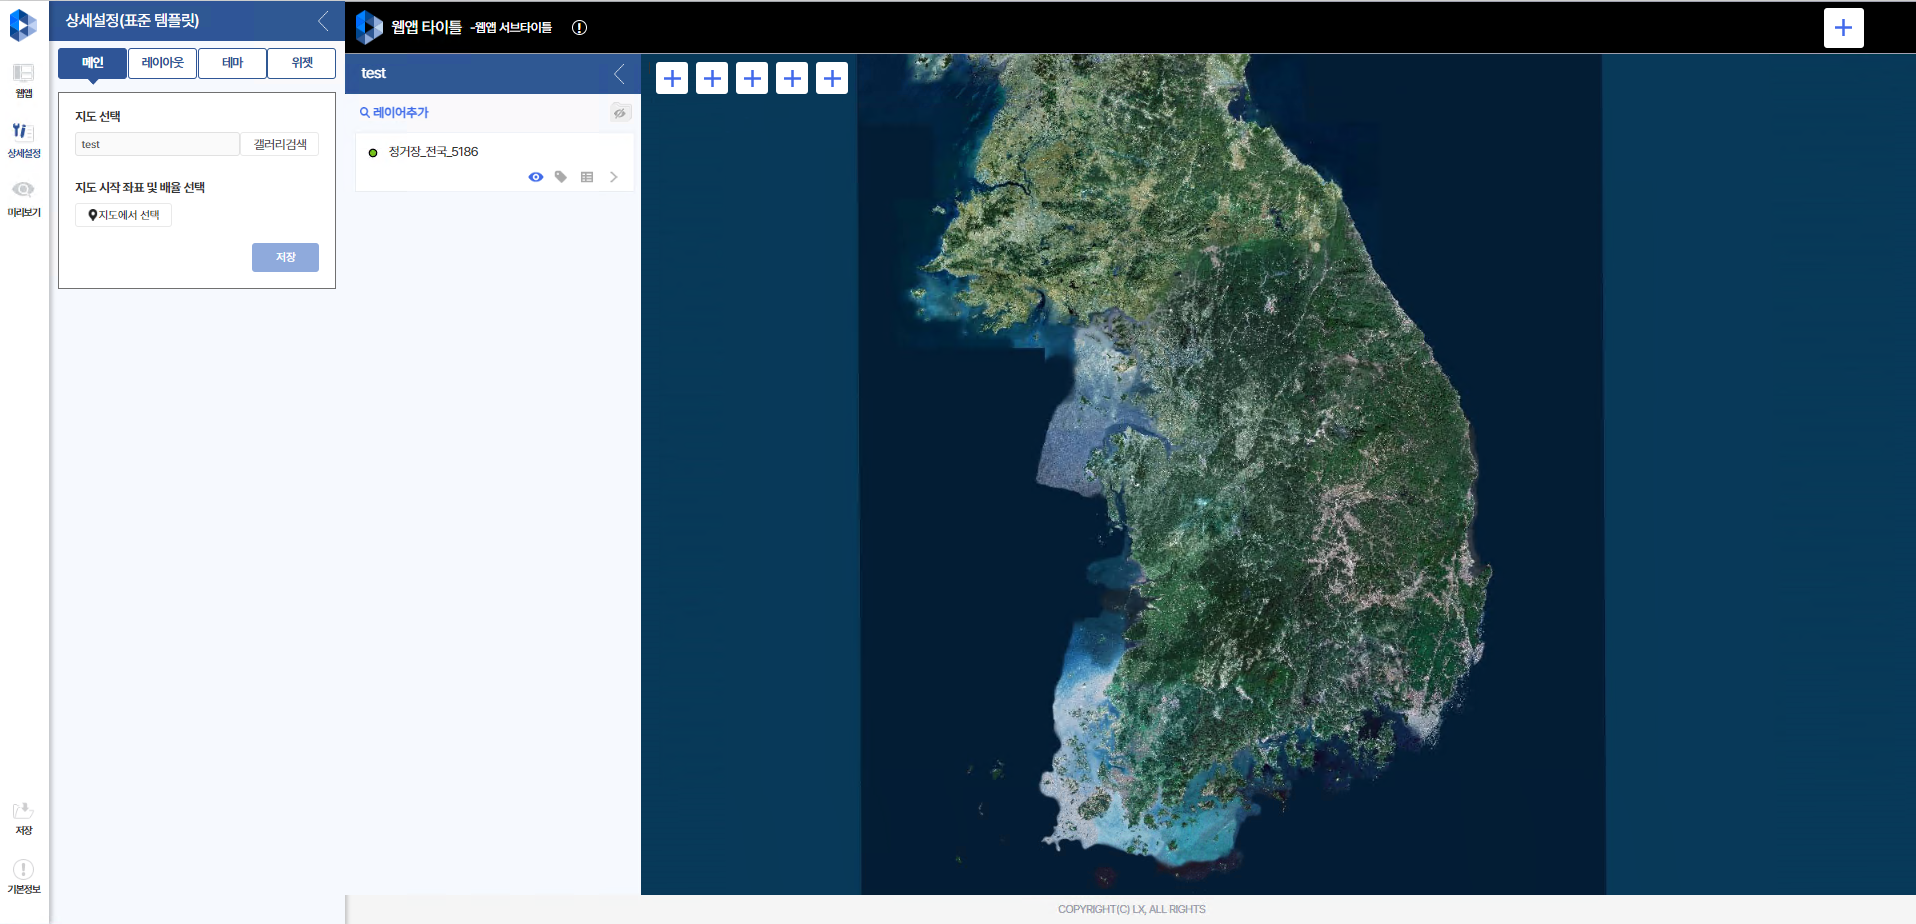 상세설정(표준 템플릿)
웹앱 타이틀 -웹앱 서브타이틀
메인 레이아웃 테마 위젯
test
웹앱
레이어추가
지도 선택
test 갤러리검색
정거장_전국_5186
상세설정
지도 시작 좌표 및 배율 선택
미리보기
지도에서 선택
저장
저장
기본정보
COPYRIGHT(C) LX, ALL RIGHTS